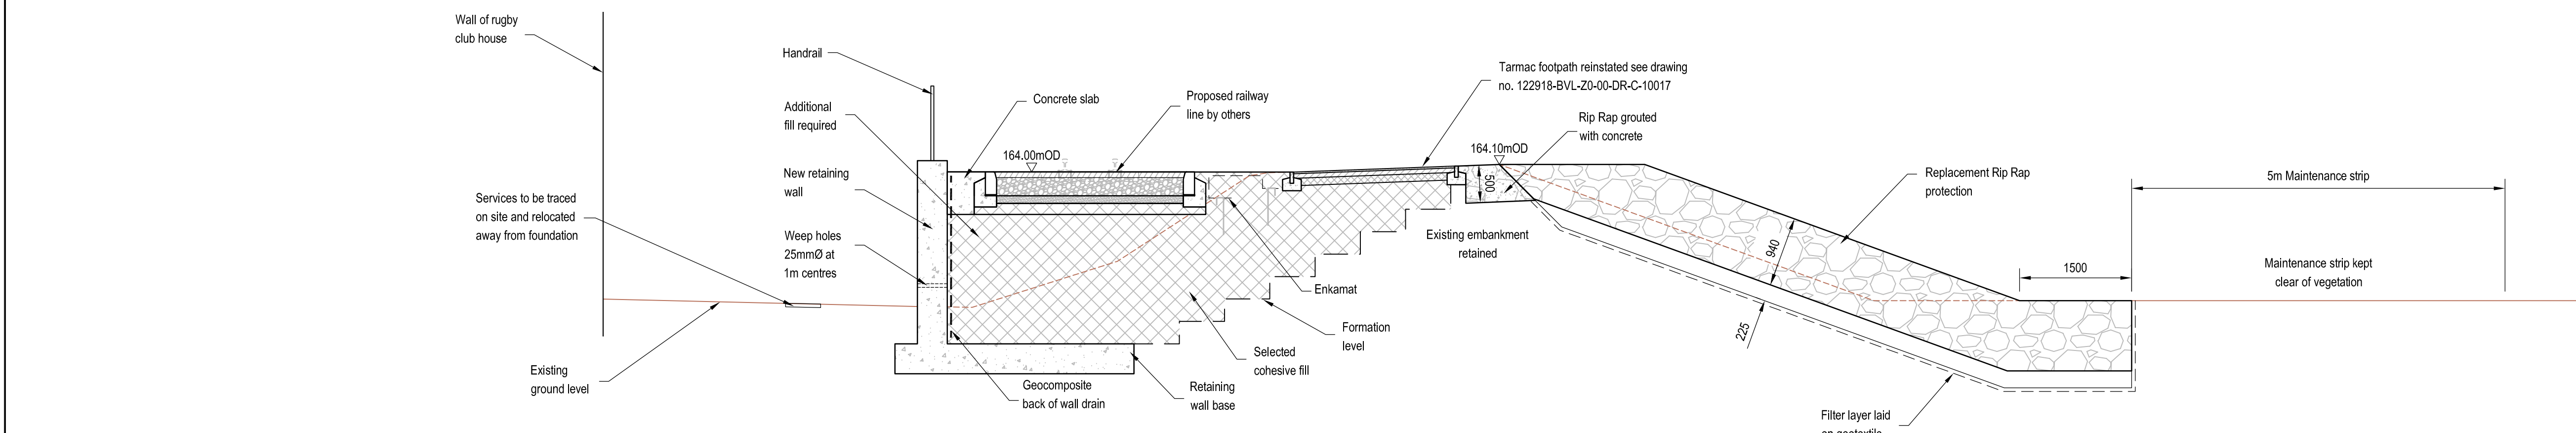 Wall of rugby
club house
Handrail
Additional
fill required
Concrete slab
Proposed railway
line by others
164.00mOD
Tarmac footpath reinstated see drawing
no. 122918-BVL-Z0-00-DR-C-10017
Rip Rap grouted
with concrete
164.10mOD
500
New retaining
wall
Services to be traced
on site and relocated
away from foundation
Weep holes
25mmØ at
1m centres
Existing embankment
retained
940
Replacement Rip Rap
protection
5m Maintenance strip
1500
Maintenance strip kept
clear of vegetation
Enkamat
225
Formation
level
Selected
cohesive fill
Existing
ground level
Geocomposite
back of wall drain
Retaining
wall base
Filter layer laid
on geotextile